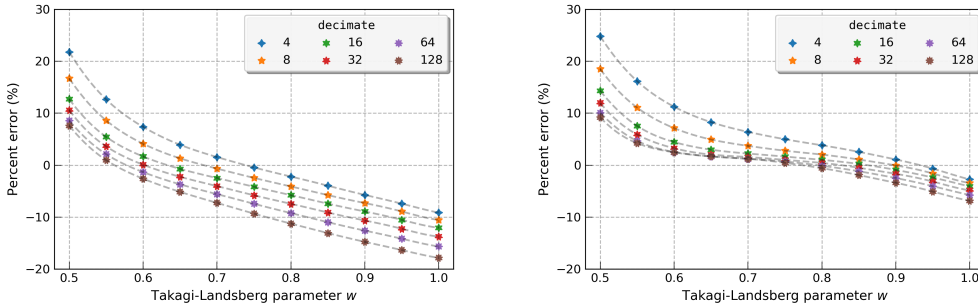 30
20
10
0
−10
−20
Percent error (%)
0.5 0.6 0.7 0.8 0.9 1.0
Takagi-Landsberg parameter w
decimate
4 16 64
8 32 128
30
20
10
0
−10
−20
Percent error (%)
0.5 0.6 0.7 0.8 0.9 1.0
Takagi-Landsberg parameter w
decimate
4 16 64
8 32 128